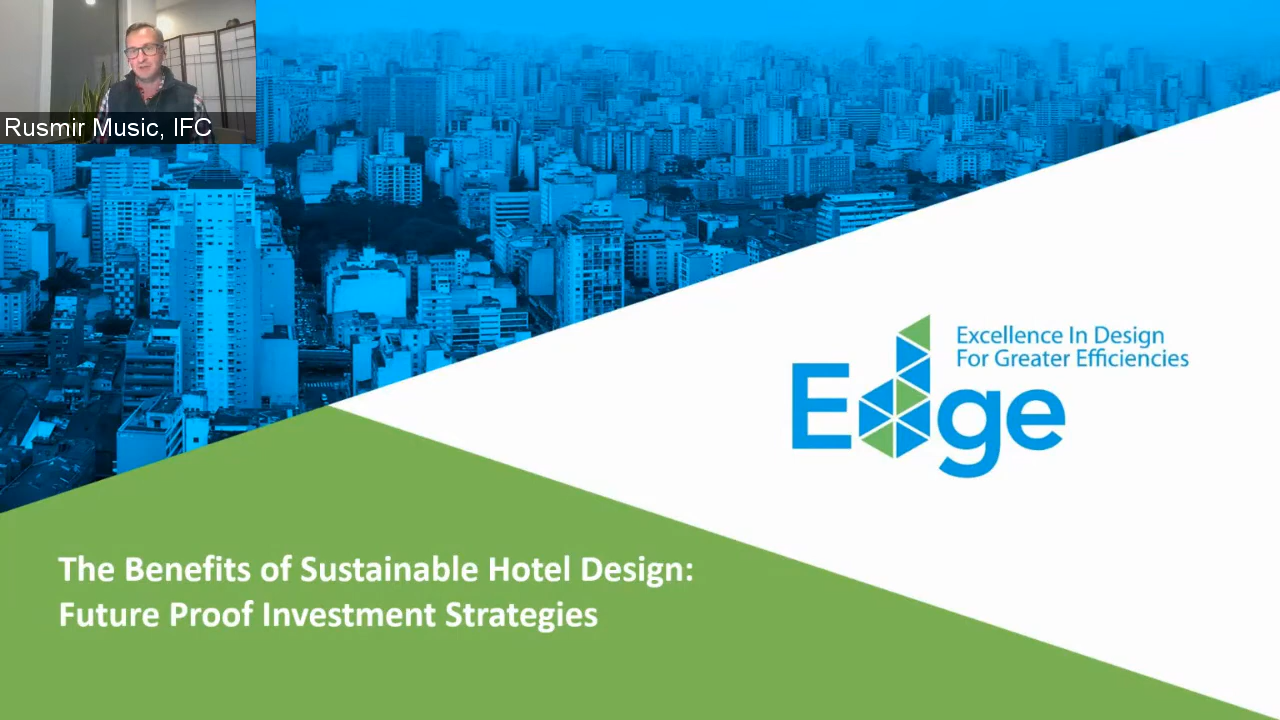 Rusmir Music, IFC
Excellence In Design
For Greater Efficiencies
Edge
The Benefits of Sustainable Hotel Design:
Future Proof Investment Strategies